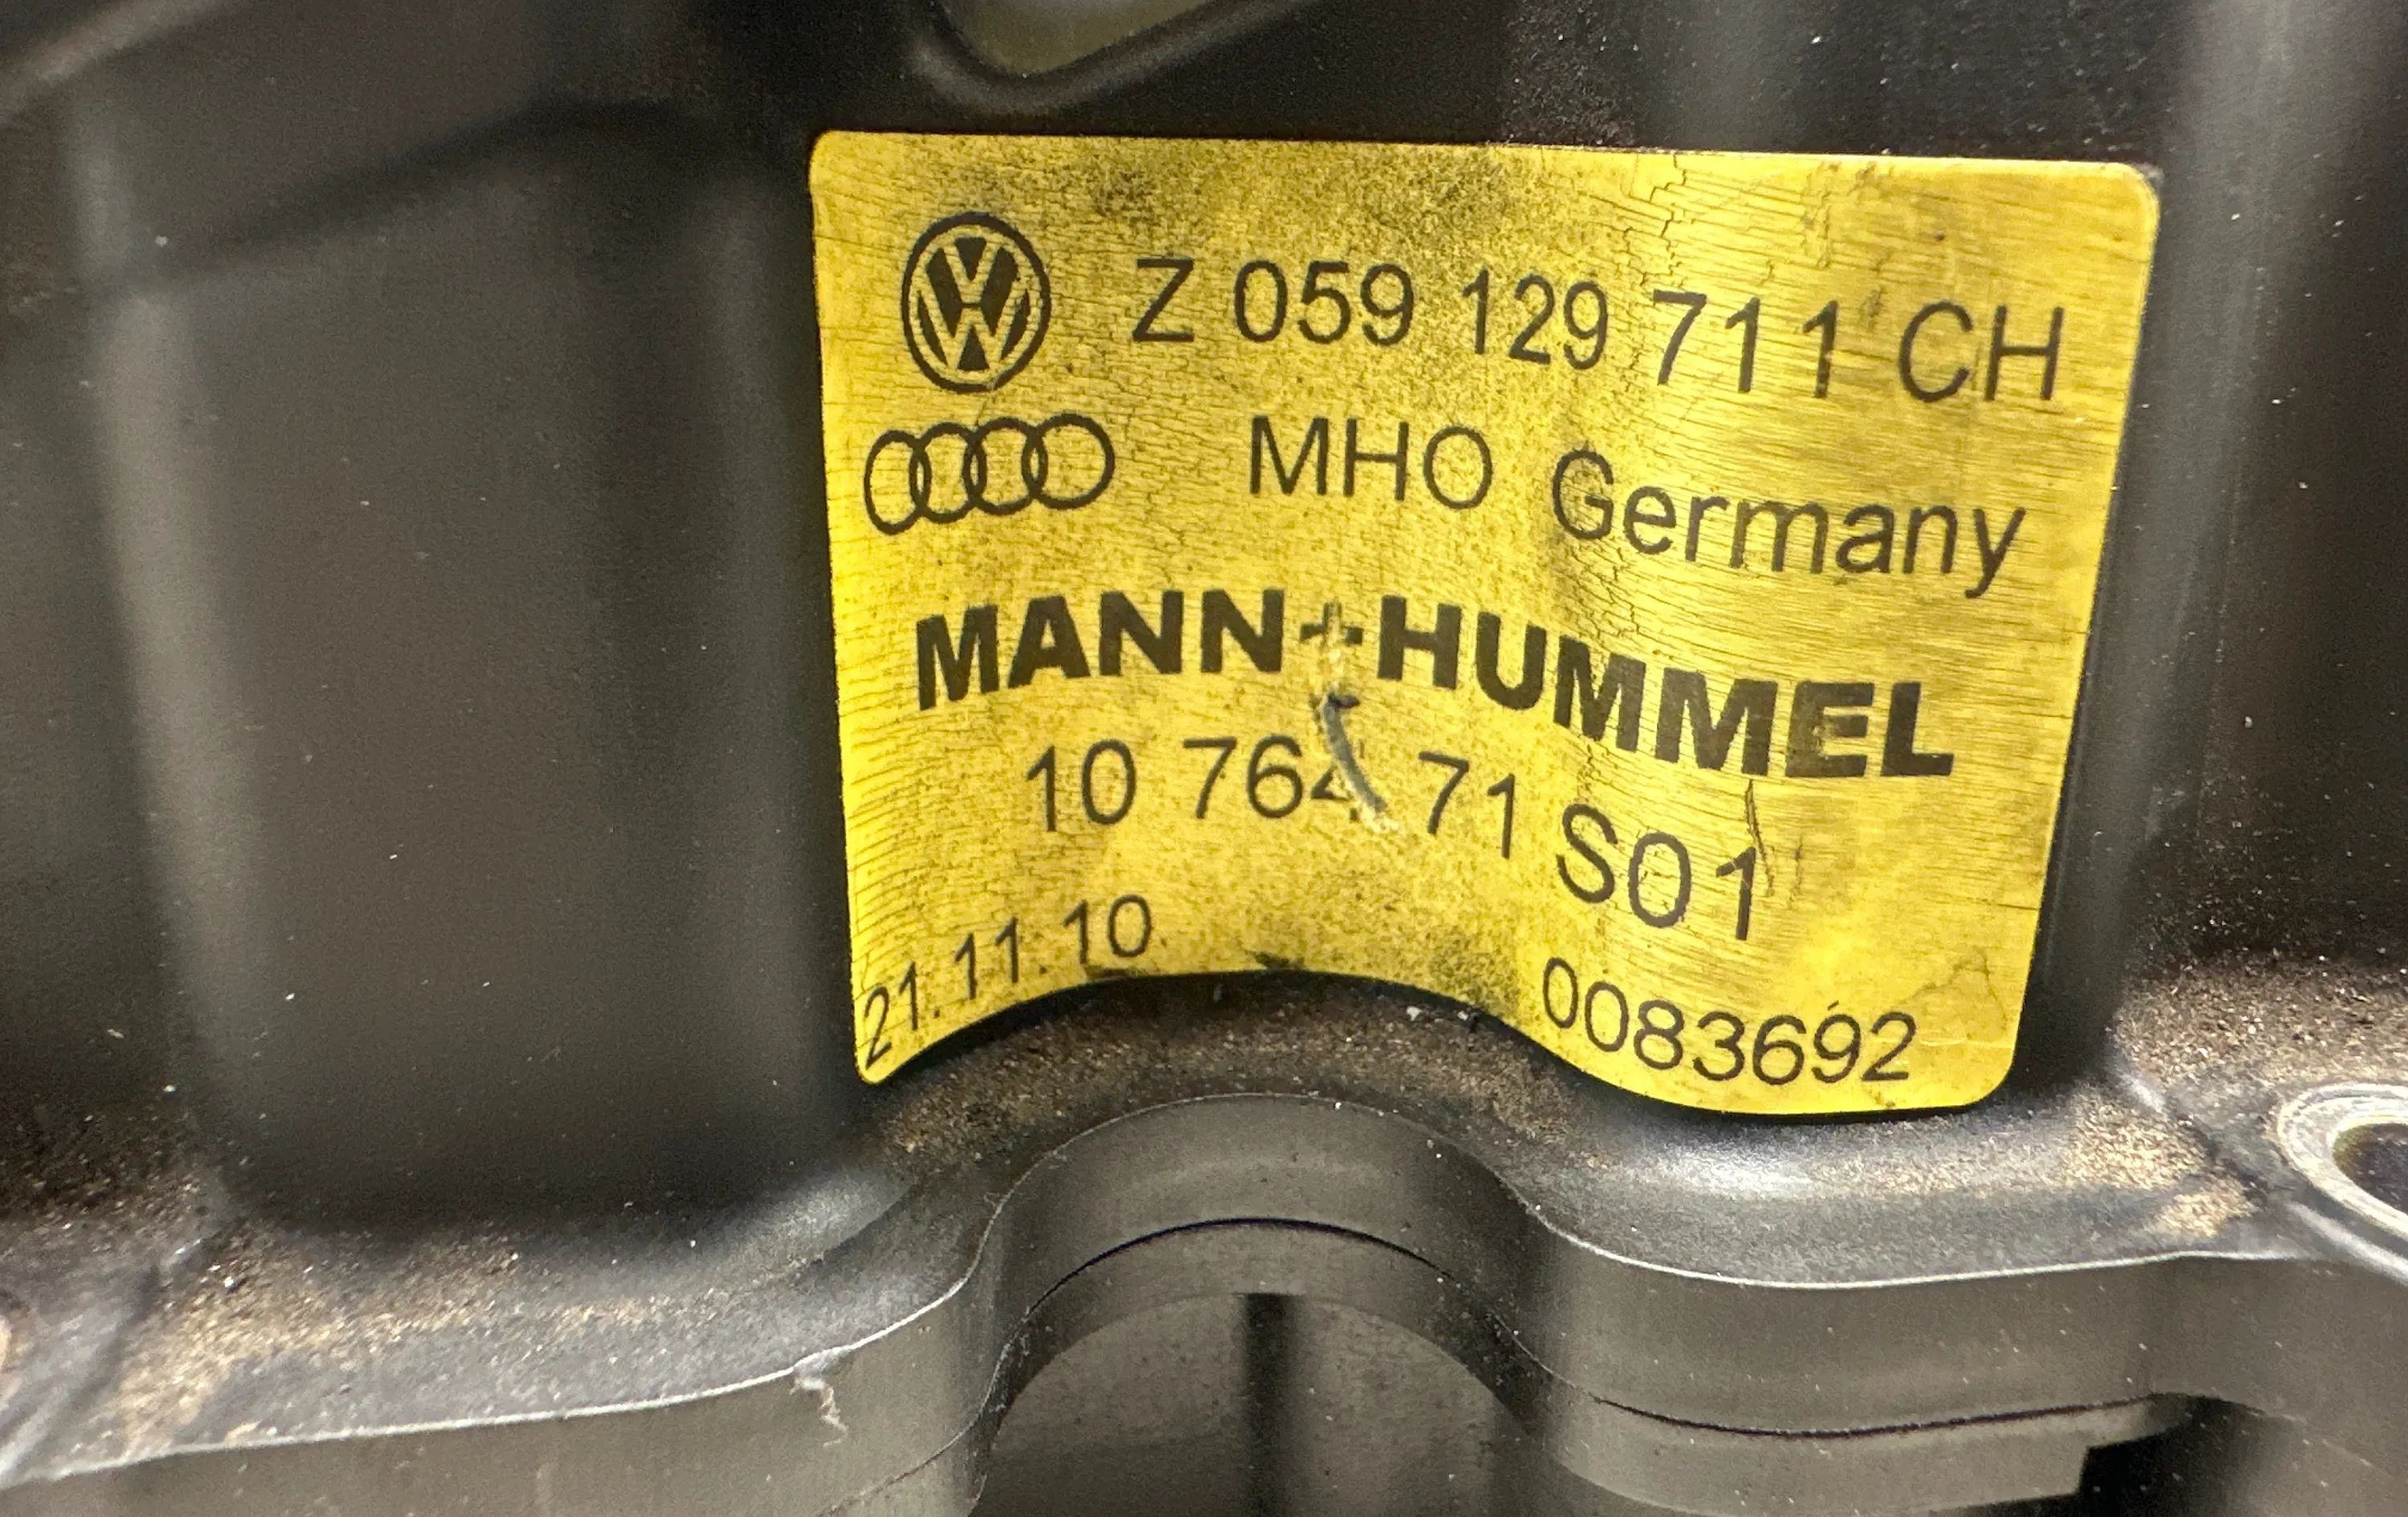 Z 059 129 711 CH
MHO Germany
MANN+HUMMEL
10 764 71 S01
21.11.10
0083692